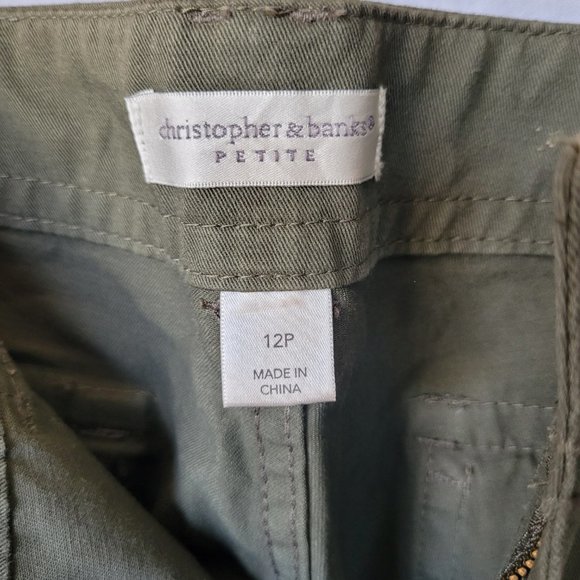 christopher & banks®
PETITE
12P
MADE IN
CHINA